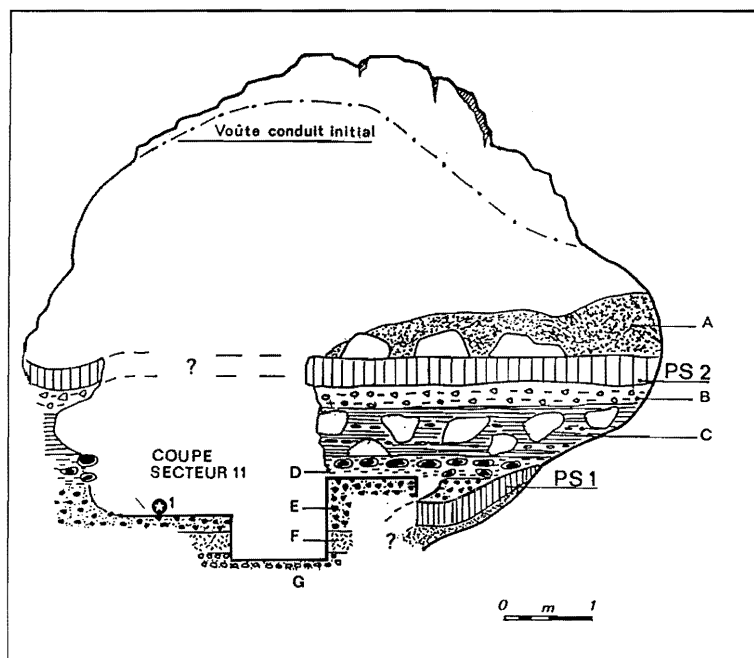 Voûte conduit initial
A
?
PS 2
B
C
COUPE
SECTEUR 11
D
PS 1
1
E
F
?
G
0 m 1